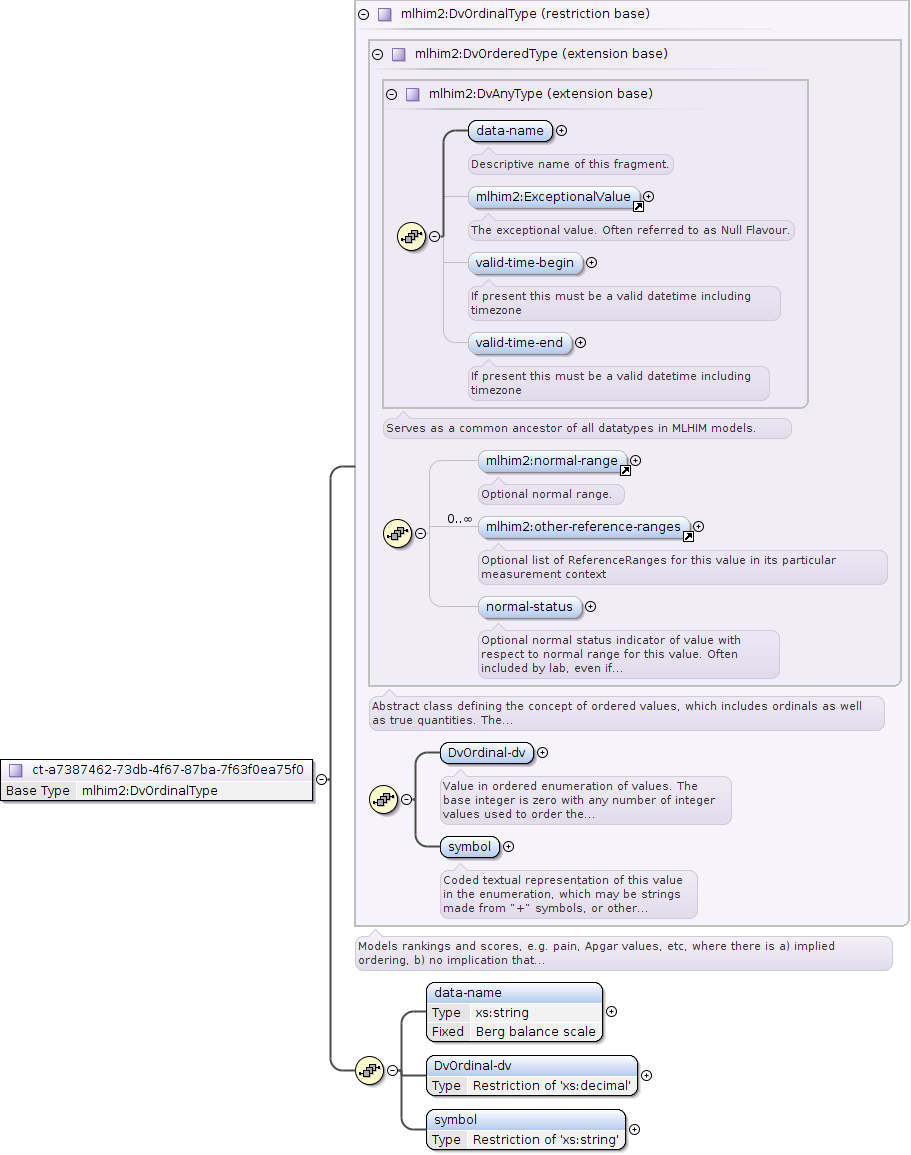 mlhim2:DvOrdinalType (restriction base)
mlhim2:DvOrderedType (extension base)
mlhim2:DvAnyType (extension base)
data-name
Descriptive name of this fragment.
mlhim2:ExceptionalValue
The exceptional value. Often referred to as Null Flavour.
valid-time-begin
If present this must be a valid datetime including
timezone
valid-time-end
If present this must be a valid datetime including
timezone
Serves as a common ancestor of all datatypes in MLHIM models.
mlhim2:normal-range
Optional normal range.
0..∞
mlhim2:other-reference-ranges
Optional list of ReferenceRanges for this value in its particular
measurement context
normal-status
Optional normal status indicator of value with
respect to normal range for this value. Often
included by lab, even if...
Abstract class defining the concept of ordered values, which includes ordinals as well
as true quantities. The...
ct-a7387462-73db-4f67-87ba-7f63f0ea75f0
Base Type mlhim2:DvOrdinalType
DvOrdinal-dv
Value in ordered enumeration of values. The
base integer is zero with any number of integer
values used to order the...
symbol
Coded textual representation of this value
in the enumeration, which may be strings
made from "+" symbols, or other...
Models rankings and scores, e.g. pain, Apgar values, etc, where there is a) implied
ordering, b) no implication that...
data-name
Type xs:string
Fixed Berg balance scale
DvOrdinal-dv
Type Restriction of 'xs:decimal'
symbol
Type Restriction of 'xs:string'